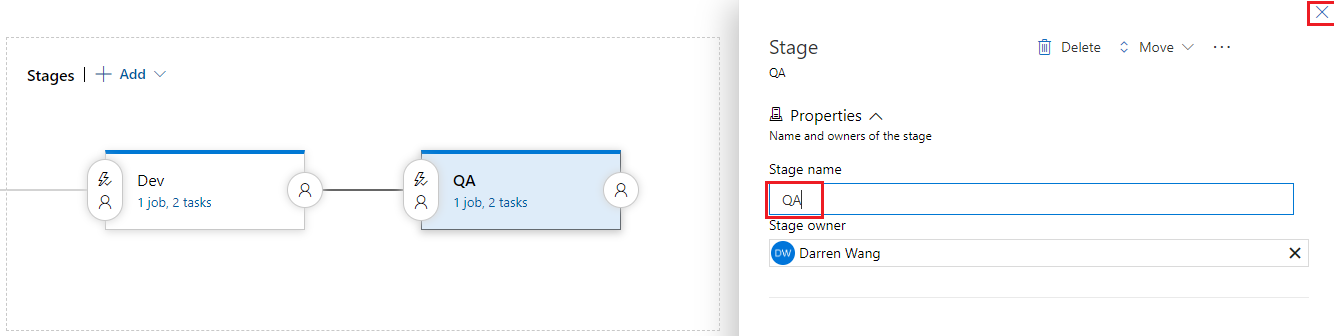 Stages | Add
Dev
1 job, 2 tasks
QA
1 job, 2 tasks
Stage
Delete
Move
QA
Properties
Name and owners of the stage
Stage name
QA
Stage owner
DW Darren Wang